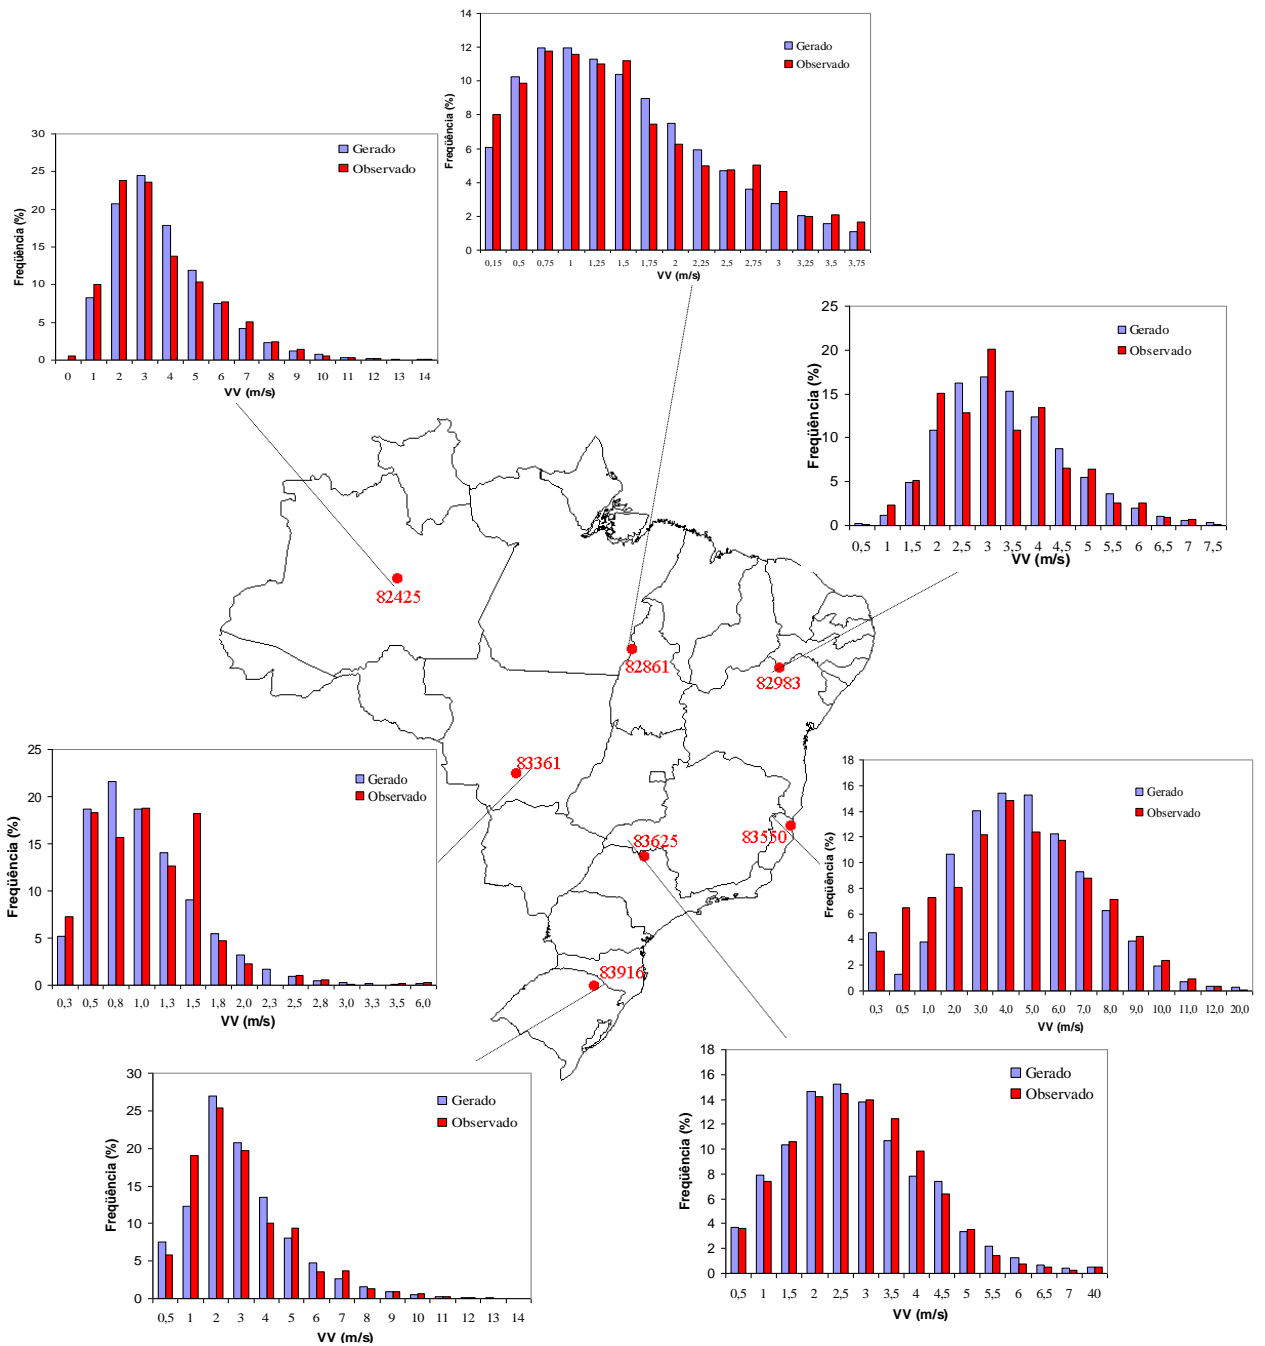 14
12
10
8
6
4
2
0
Freqüência (%)
Gerado
Observado
0,15 0,5 0,75 1 1,25 1,5 1,75 2 2,25 2,5 2,75 3 3,25 3,5 3,75
VV (m/s)
30
25
20
15
10
5
0
Freqüência (%)
Gerado
Observado
0 1 2 3 4 5 6 7 8 9 10 11 12 13 14
VV (m/s)
25
20
15
10
5
0
Freqüência (%)
Gerado
Observado
0,5 1 1,5 2 2,5 3 3,5 4 4,5 5 5,5 6 6,5 7 7,5
VV (m/s)
82425
82861
82983
83361
83625
83550
83916
25
20
15
10
5
0
Freqüência (%)
Gerado
Observado
0,3 0,5 0,8 1,0 1,3 1,5 1,8 2,0 2,3 2,5 2,8 3,0 3,3 3,5 6,0
VV (m/s)
18
16
14
12
10
8
6
4
2
0
Freqüência (%)
Gerado
Observado
0,3 0,5 1,0 2,0 3,0 4,0 5,0 6,0 7,0 8,0 9,0 10,0 11,0 12,0 20,0
VV (m/s)
30
25
20
15
10
5
0
Freqüência (%)
Gerado
Observado
0,5 1 2 3 4 5 6 7 8 9 10 11 12 13 14
VV (m/s)
18
16
14
12
10
8
6
4
2
0
Freqüência (%)
Gerado
Observado
0,5 1 1,5 2 2,5 3 3,5 4 4,5 5 5,5 6 6,5 7 40
VV (m/s)